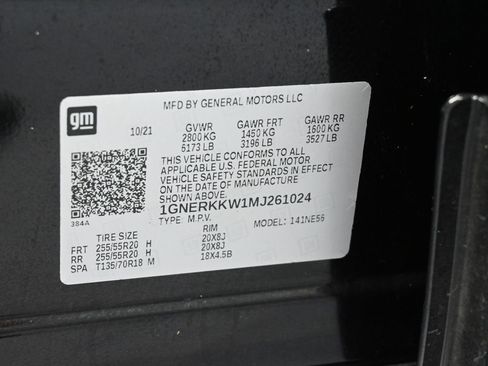 MFD BY GENERAL MOTORS LLC
gm
10/21 GVWR GAWR FRT GAWR RR
2800 KG 1450 KG 1600 KG
6173 LB 3196 LB 3527 LB
THIS VEHICLE CONFORMS TO ALL
APPLICABLE U.S. FEDERAL MOTOR
VEHICLE SAFETY STANDARDS IN EFFECT
ON THE DATE OF MANUFACTURE
SHOWN ABOVE.
1GNERKKW1MJ261024
384A
TYPE: M.P.V. MODEL: 1NE56
TIRE SIZE RIM
FRT 255/55R20 H 20X8J
RR 255/55R20 H 20X8J
SPA T135/70R18 M 18X4.5B